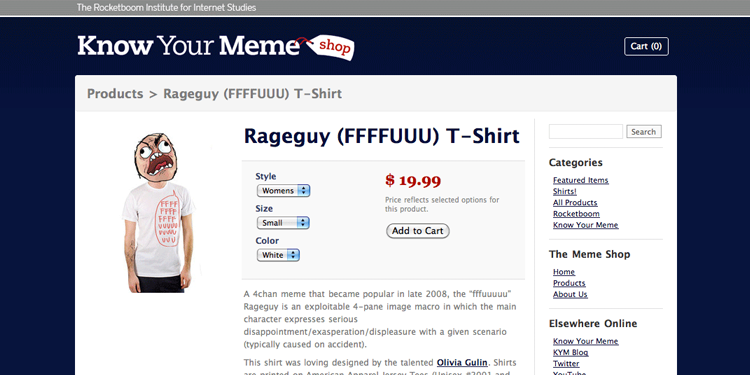 The Rocketboom Institute for Internet Studies
Know Your Meme shop
Cart (0)
Products > Rageguy (FFFFUUU) T-Shirt
FFFF
FFFF
FFFF
UUUUU
UUUU
UU
Rageguy (FFFFUUU) T-Shirt
Style
Womens
Size
Small
Color
White
$ 19.99
Price reflects selected options for
this product.
Add to Cart
A 4chan meme that became popular in late 2008, the “fffuuuuu”
Rageguy is an exploitable 4-pane image macro in which the main
character expresses serious
disappointment/exasperation/displeasure with a given scenario
(typically caused on accident).
This shirt was loving designed by the talented Olivia Gulin. Shirts
are printed on American Apparel Jersey Tees (Unisex #2001 and
Search
Categories
Featured Items
Shirts!
All Products
Rocketboom
Know Your Meme
The Meme Shop
Home
Products
About Us
Elsewhere Online
Know Your Meme
KYM Blog
Twitter
YouTube